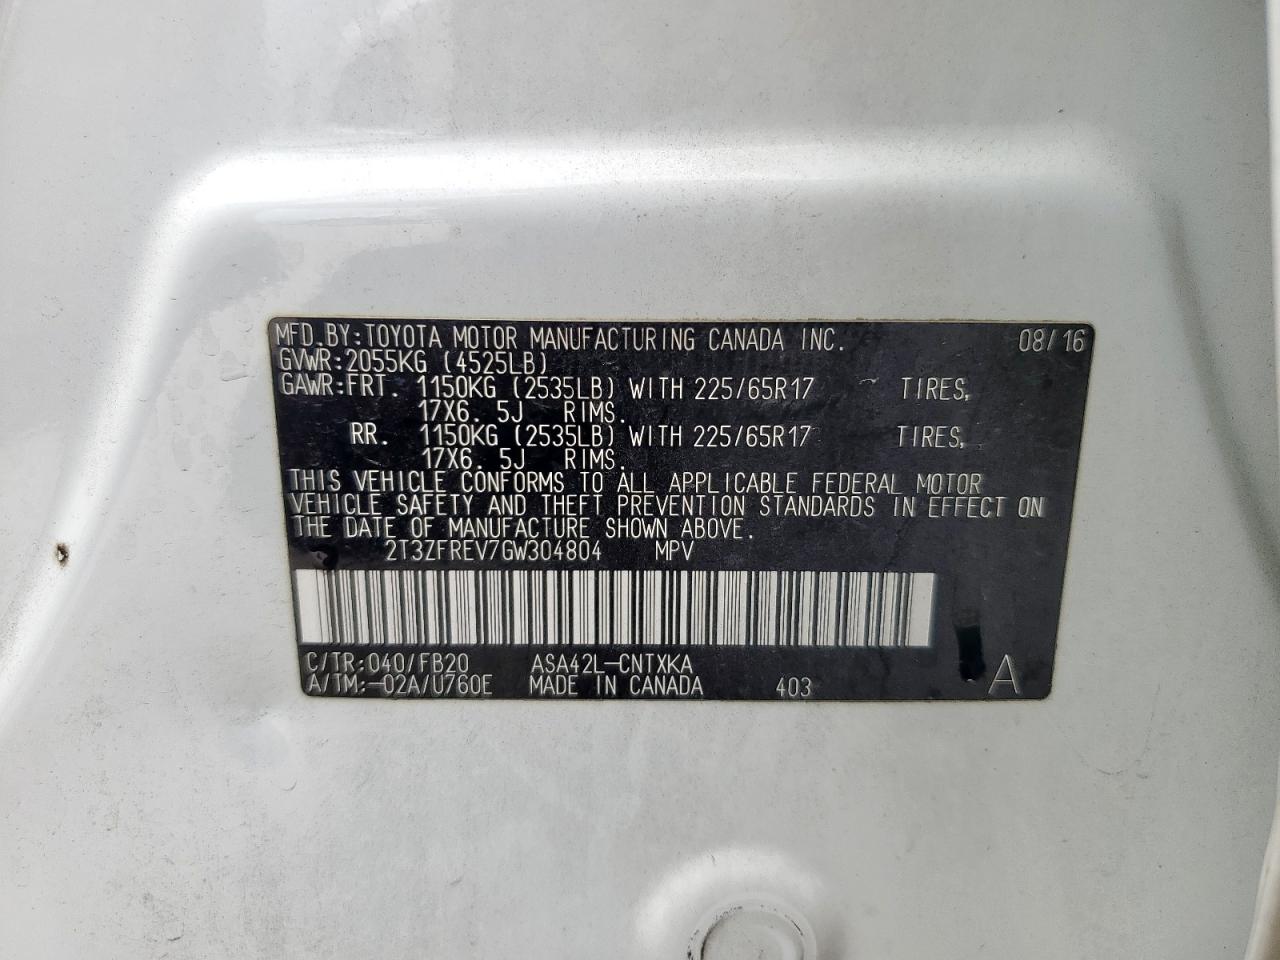 MFD.BY:TOYOTA MOTOR MANUFACTURING CANADA INC. 08/16
GVWR:2055KG (4525LB)
GAWR:FRT. 1150KG (2535LB) WITH 225/65R17 TIRES,
17X6. 5J RIMS.
RR. 1150KG (2535LB) WITH 225/65R17 TIRES,
17X6. 5J RIMS.
THIS VEHICLE CONFORMS TO ALL APPLICABLE FEDERAL MOTOR
VEHICLE SAFETY AND THEFT PREVENTION STANDARDS IN EFFECT ON
THE DATE OF MANUFACTURE SHOWN ABOVE.
2T3ZFREV7GW304804 MPV
C/TR:040/FB20 ASA42L-CNTXKA
A/TM:-02A/U760E MADE IN CANADA 403 A